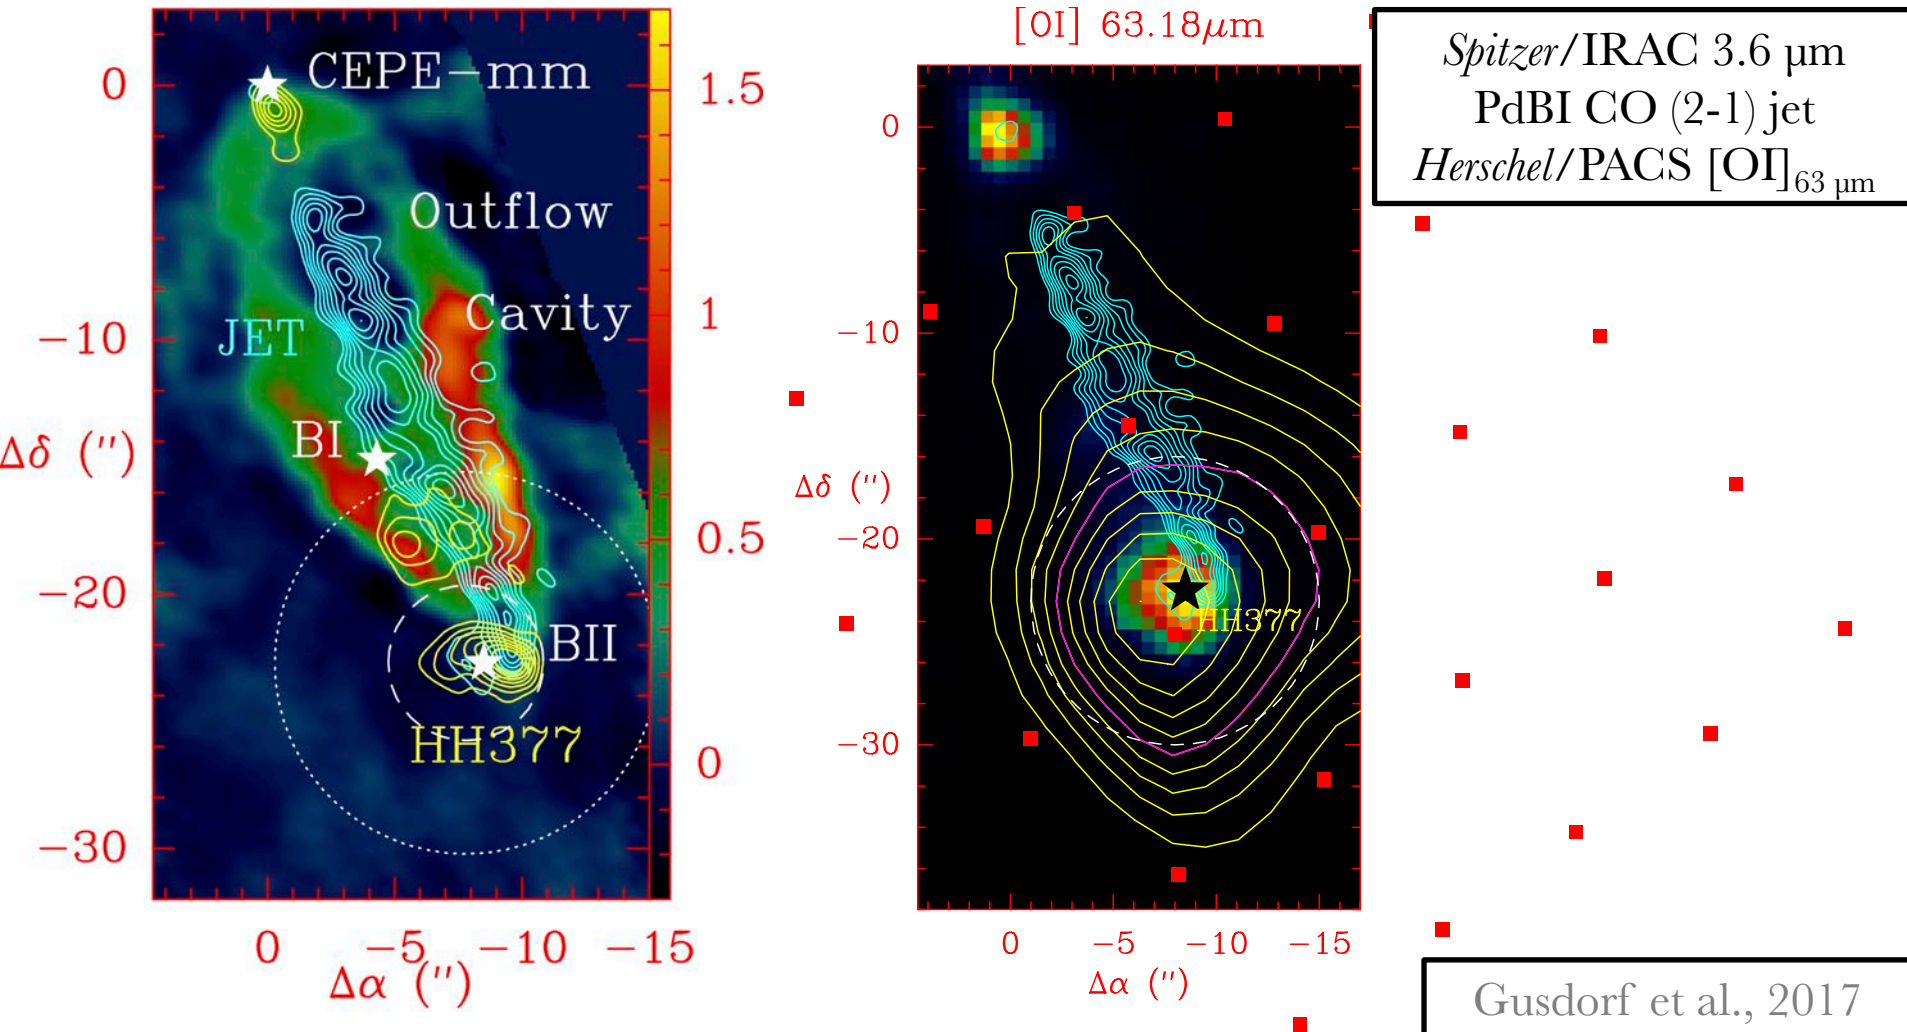 CEPE-mm
Outflow
Cavity
JET
BI
BII
HH377
0
-10
-20
-30
Δδ (")
0 -5 -10 -15
Δα (")
1.5
1
0.5
0
[OI] 63.18μm
0
-10
-20
-30
Δδ (")
HH377
0 -5 -10 -15
Δα (")
Spitzer/IRAC 3.6 μm
PdBI CO (2-1) jet
Herschel/PACS [OI]63 μm
Gusdorf et al., 2017